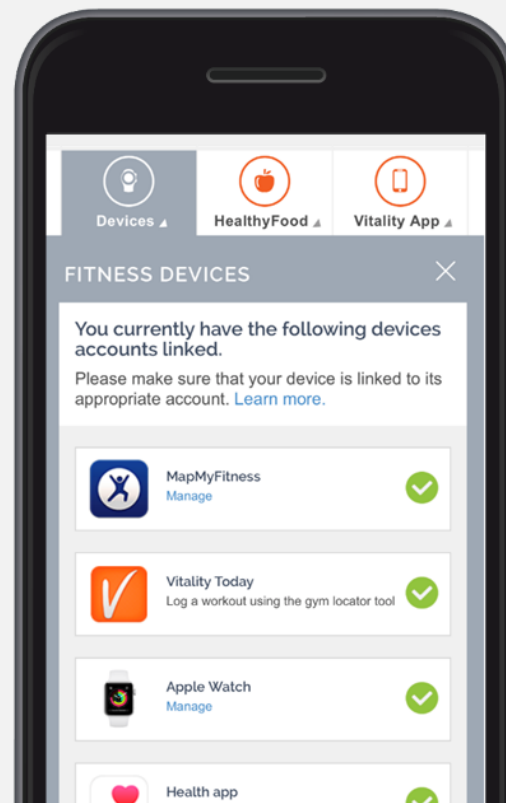 Devices
HealthyFood
Vitality App
FITNESS DEVICES
You currently have the following devices
accounts linked.
Please make sure that your device is linked to its
appropriate account. Learn more.
MapMyFitness
Manage
Vitality Today
Log a workout using the gym locator tool
Apple Watch
Manage
Health app